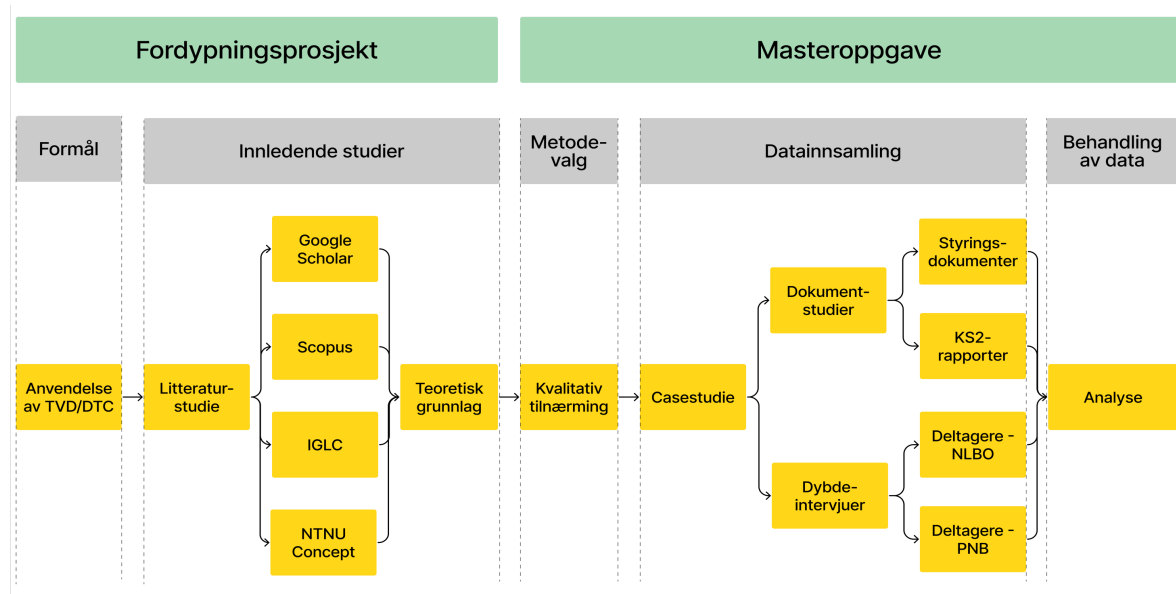 Fordypningsprosjekt
Masteroppgave
Formål
Innledende studier
Metode-
valg
Datainnsamling
Behandling
av data
Anvendelse
av TVD/DTC
Litteratur-
studie
Google
Scholar
Scopus
IGLC
NTNU
Concept
Teoretisk
grunnlag
Kvalitativ
tilnærming
Casestudie
Dokument-
studier
Dybde-
intervjuer
Styrings-
dokumenter
KS2-
rapporter
Deltagere -
NLBO
Deltagere -
PNB
Analyse